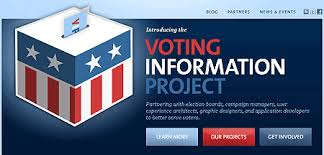 BLOG PARTNERS NEWS & EVENTS
Introducing the
VOTING
INFORMATION
PROJECT
Partnering with election boards, campaign managers, user
experience architects, graphic designers, and application developers
to better serve voters.
LEARN MORE OUR PROJECTS GET INVOLVED